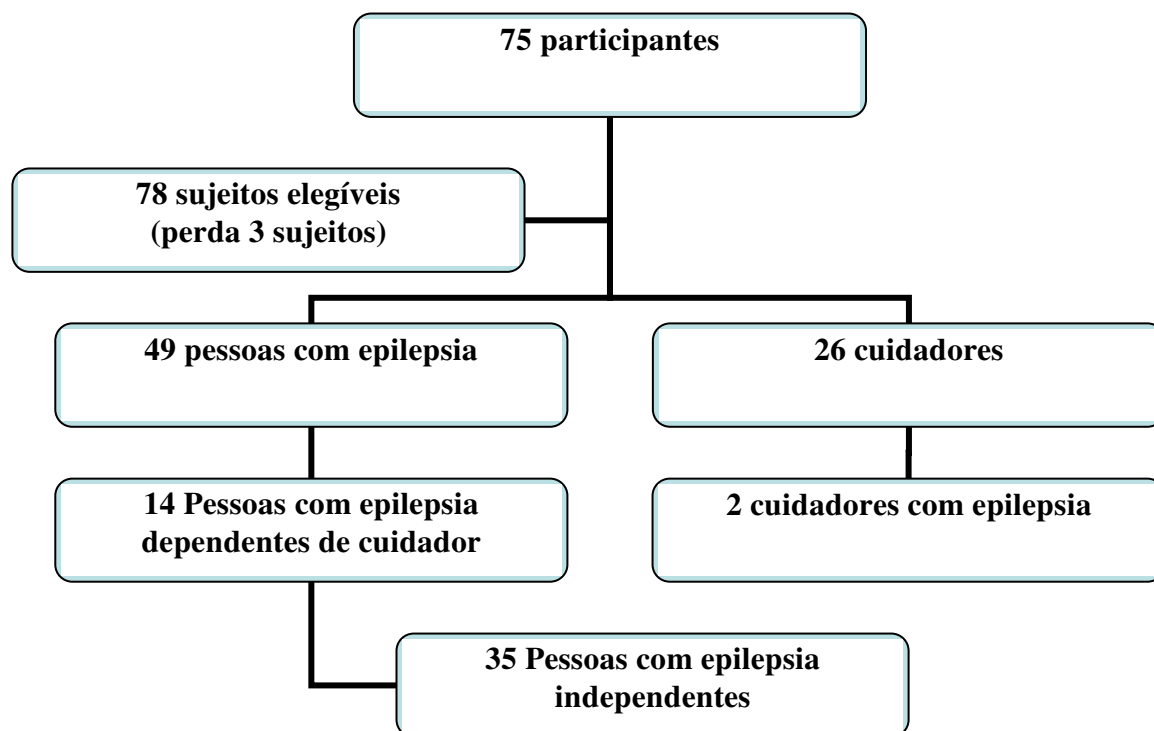 75 participantes
78 sujeitos elegíveis
(perda 3 sujeitos)
49 pessoas com epilepsia
26 cuidadores
14 Pessoas com epilepsia
dependentes de cuidador
2 cuidadores com epilepsia
35 Pessoas com epilepsia
independentes